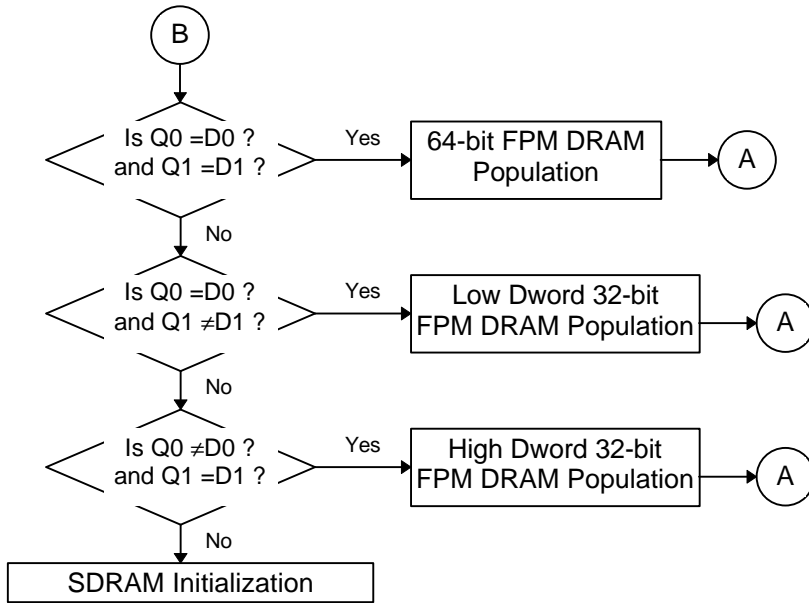 B
Is Q0 =D0 ?
and Q1 =D1 ?
Yes
64-bit FPM DRAM
Population
A
No
Is Q0 =D0 ?
and Q1 ≠D1 ?
Yes
Low Dword 32-bit
FPM DRAM Population
A
No
Is Q0 ≠D0 ?
and Q1 =D1 ?
Yes
High Dword 32-bit
FPM DRAM Population
A
No
SDRAM Initialization